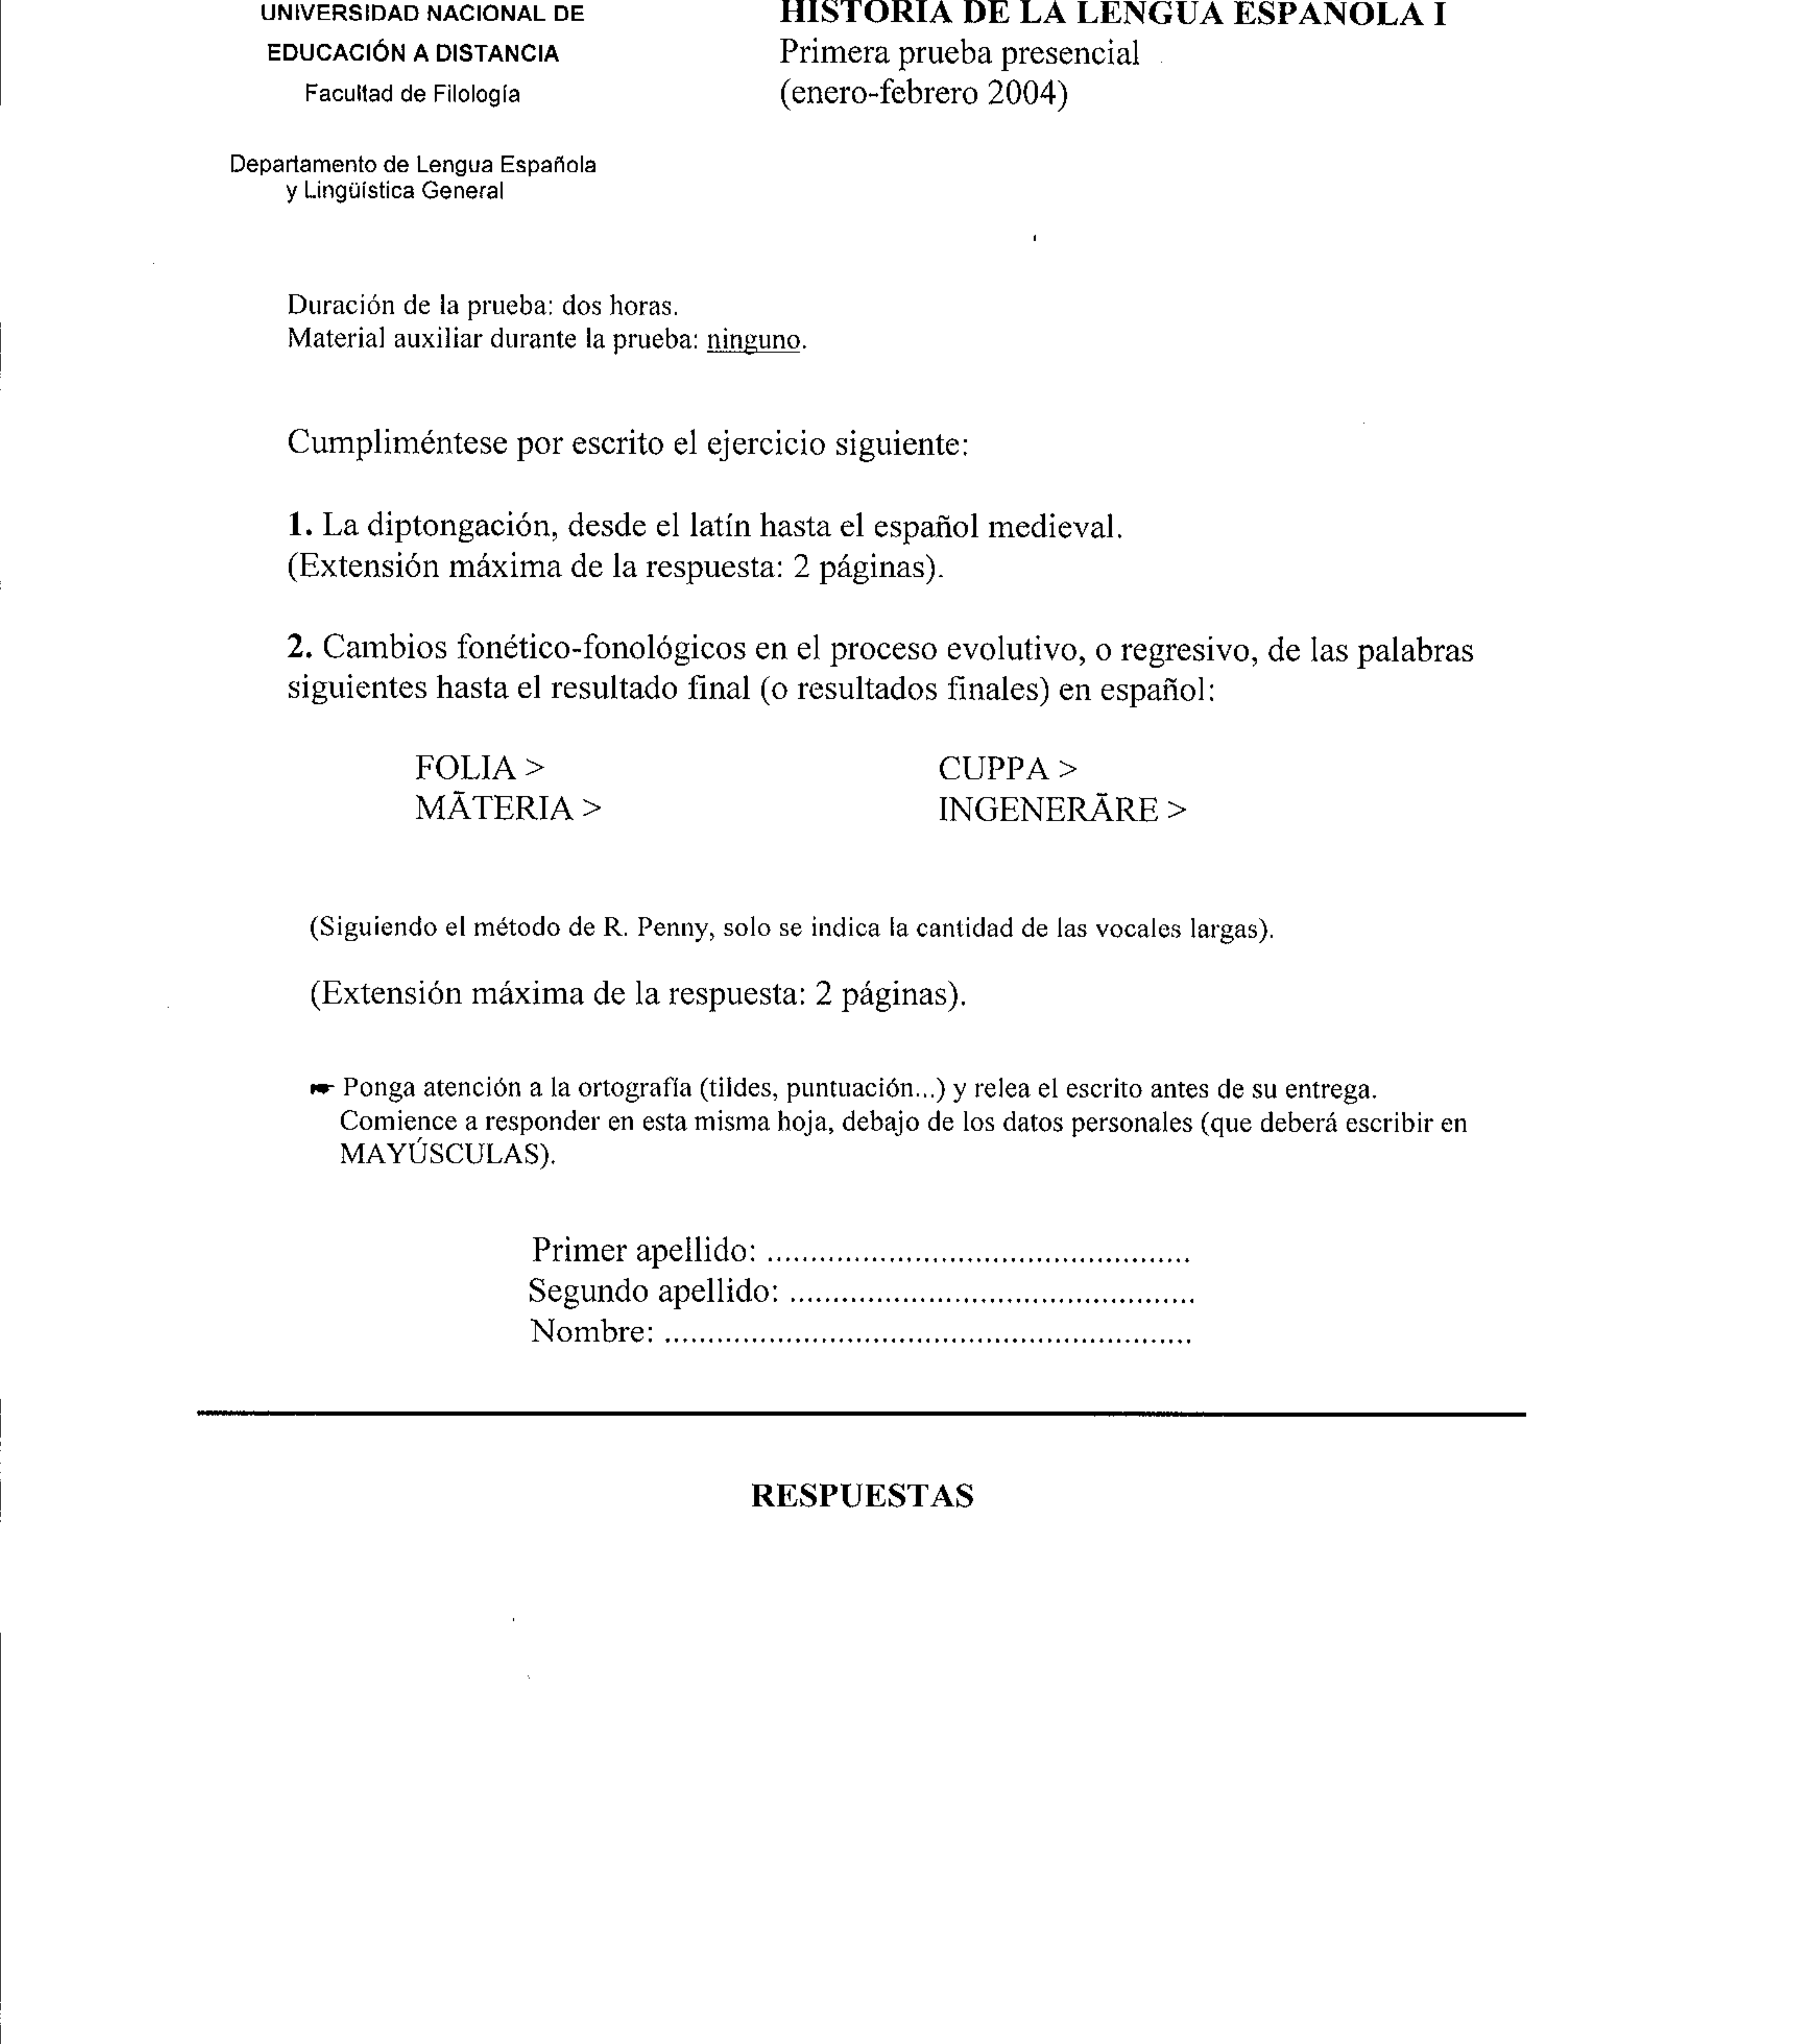 UNIVERSIDAD NACIONAL DE
EDUCACIÓN A DISTANCIA
Facultad de Filología
Departamento de Lengua Española
y Lingüística General
HISTORIA DE LA LENGUA ESPAÑOLA I
Primera prueba presencial
(enero-febrero 2004)
Duración de la prueba: dos horas.
Material auxiliar durante la prueba: ninguno.
Cumpliméntese por escrito el ejercicio siguiente:
1. La diptongación, desde el latín hasta el español medieval.
(Extensión máxima de la respuesta: 2 páginas).
2. Cambios fonético-fonológicos en el proceso evolutivo, o regresivo, de las palabras
siguientes hasta el resultado final (o resultados finales) en español:
FOLIA > CUPPA >
MĀTERIA > INGENERĀRE >
(Siguiendo el método de R. Penny, solo se indica la cantidad de las vocales largas).
(Extensión máxima de la respuesta: 2 páginas).
☛ Ponga atención a la ortografía (tildes, puntuación...) y relea el escrito antes de su entrega.
Comience a responder en esta misma hoja, debajo de los datos personales (que deberá escribir en
MAYÚSCULAS).
Primer apellido: ................................................
Segundo apellido: ..............................................
Nombre: ............................................................
RESPUESTAS